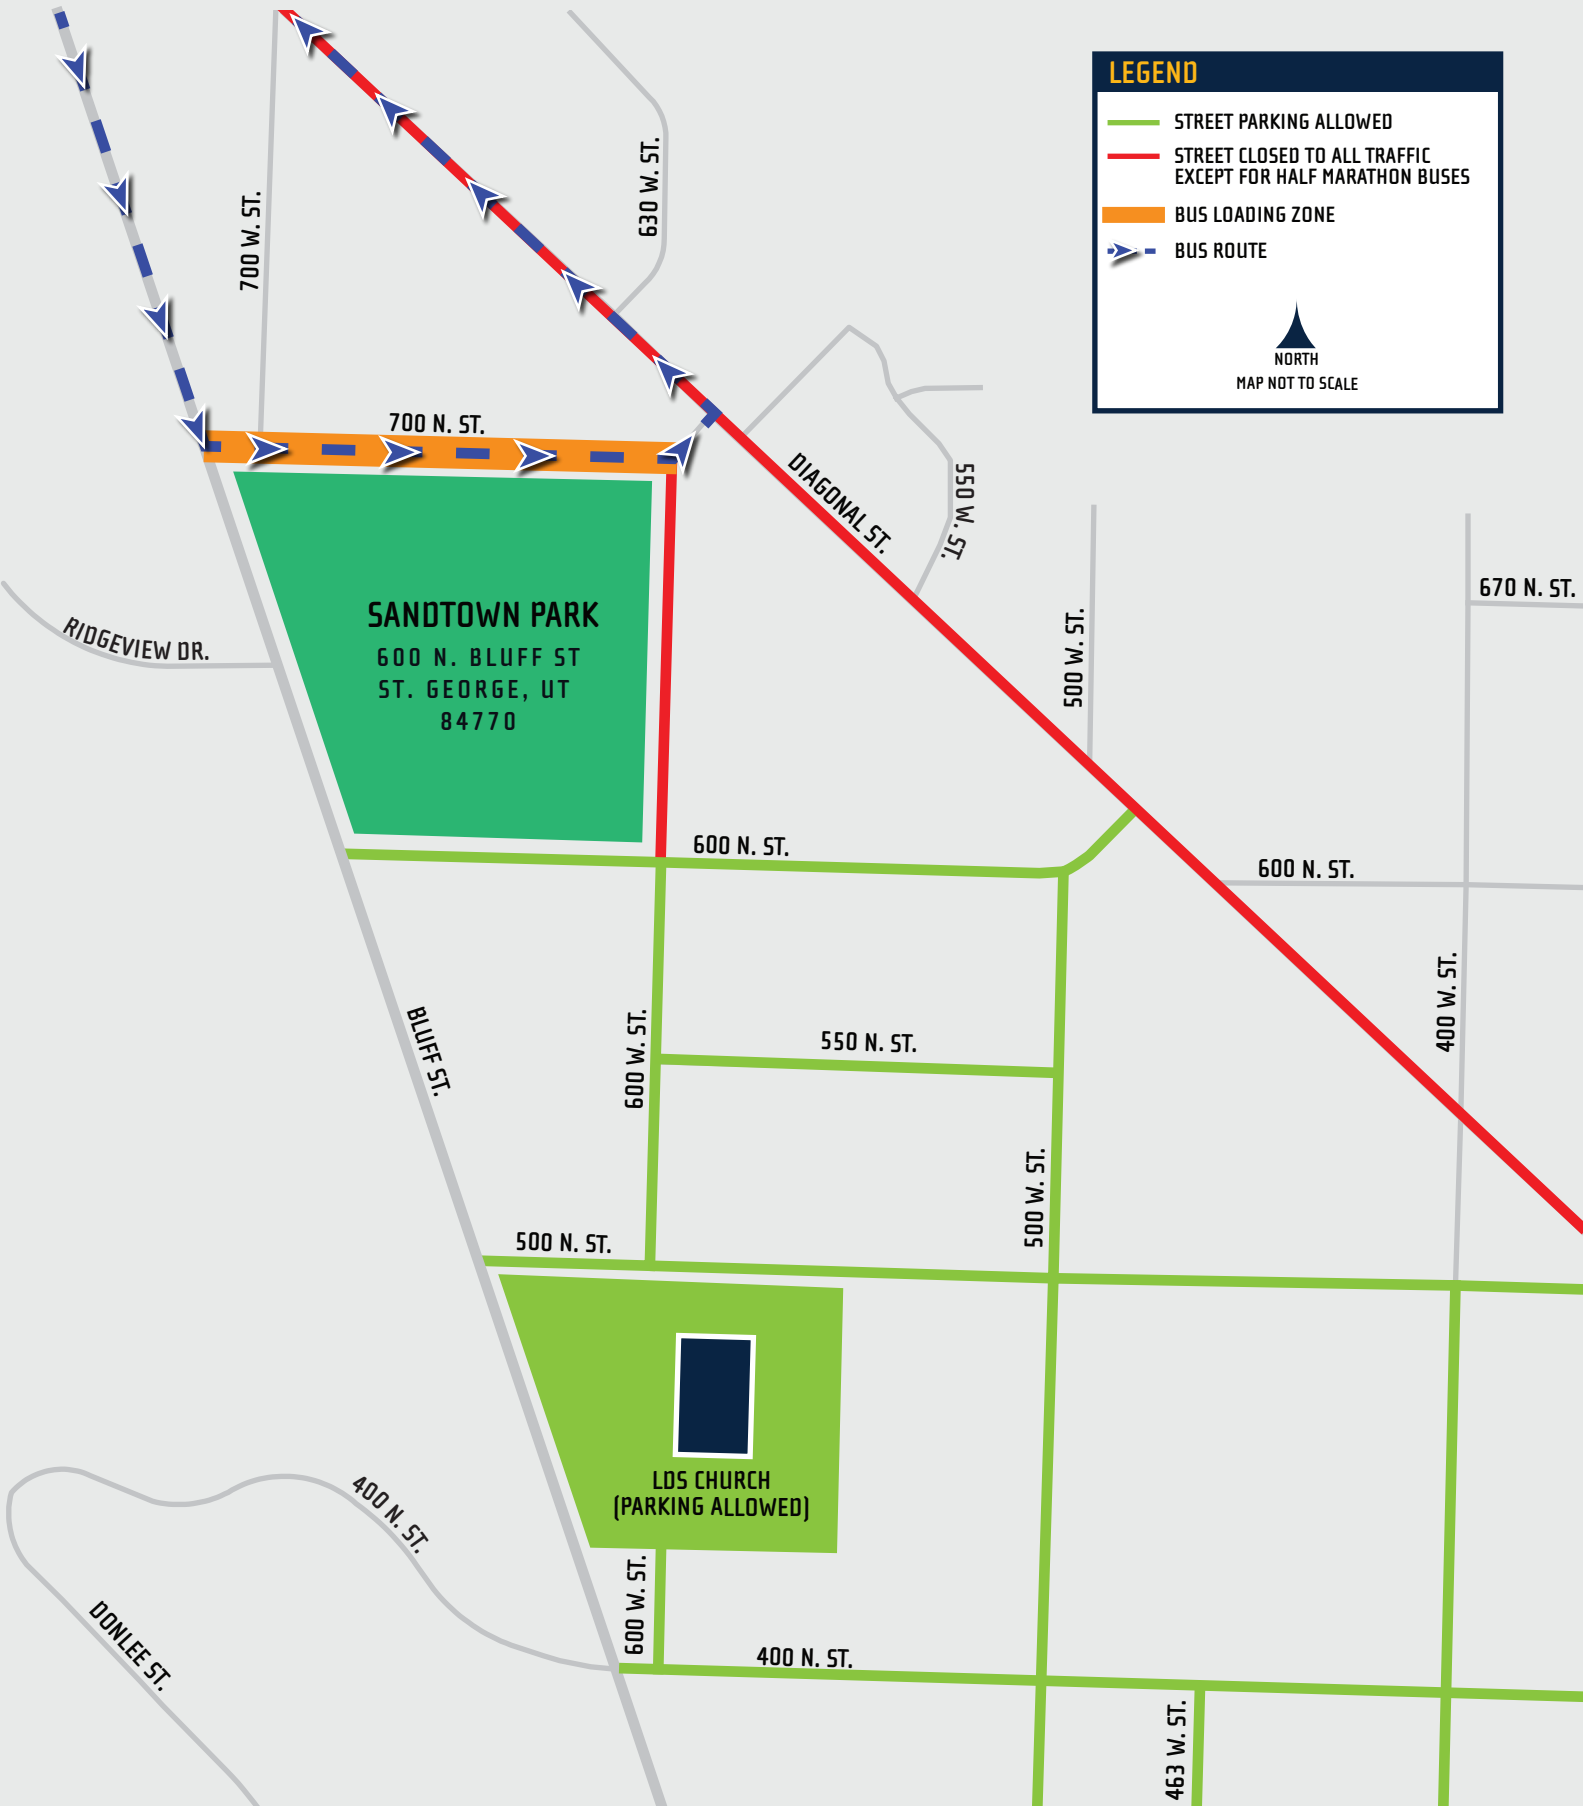 LEGEND
STREET PARKING ALLOWED
STREET CLOSED TO ALL TRAFFIC
EXCEPT FOR HALF MARATHON BUSES
BUS LOADING ZONE
BUS ROUTE
NORTH
MAP NOT TO SCALE
630 W. ST.
700 W. ST.
700 N. ST.
DIAGONAL ST.
550 W. ST.
670 N. ST.
500 W. ST.
SANDTOWN PARK
600 N. BLUFF ST
ST. GEORGE, UT
84770
RIDGEVIEW DR.
600 N. ST.
600 N. ST.
400 W. ST.
BLUFF ST.
600 W. ST.
550 N. ST.
500 W. ST.
500 N. ST.
LDS CHURCH
(PARKING ALLOWED)
400 N. ST.
600 W. ST.
DONLEE ST.
400 N. ST.
463 W. ST.